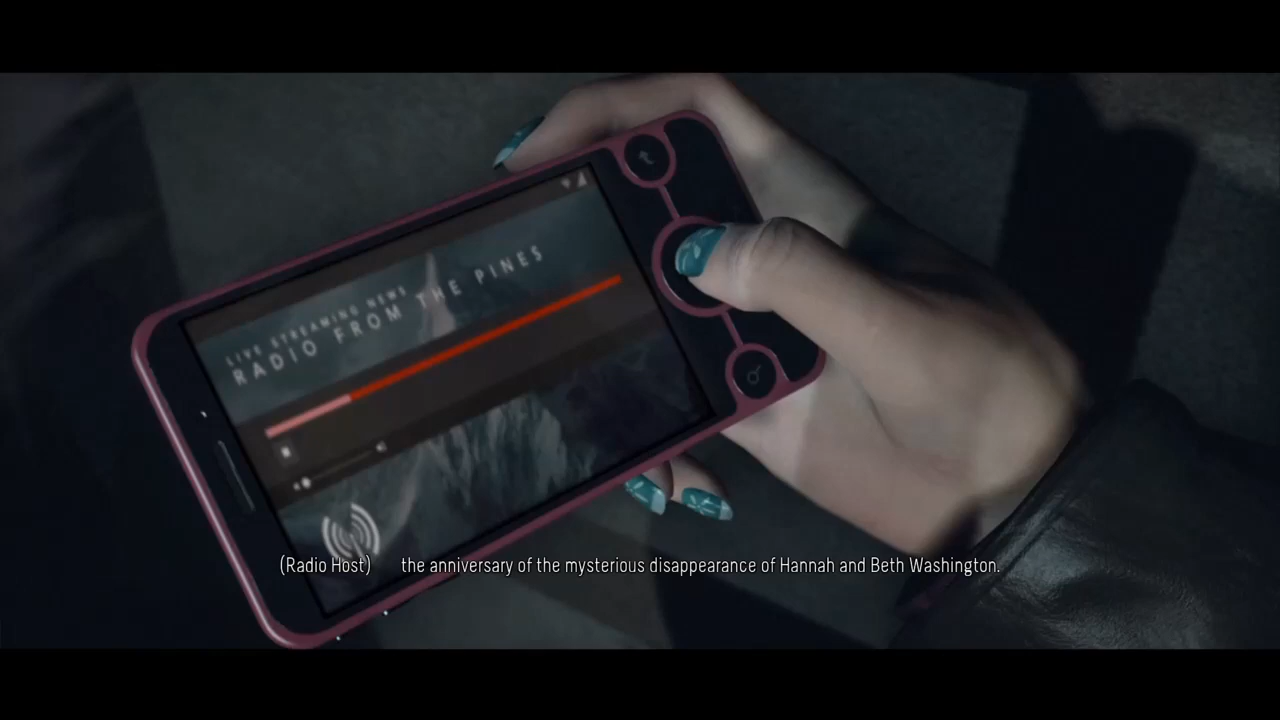 LIVE STREAMING NEWS
RADIO FROM THE PINES
(Radio Host) the anniversary of the mysterious disappearance of Hannah and Beth Washington.